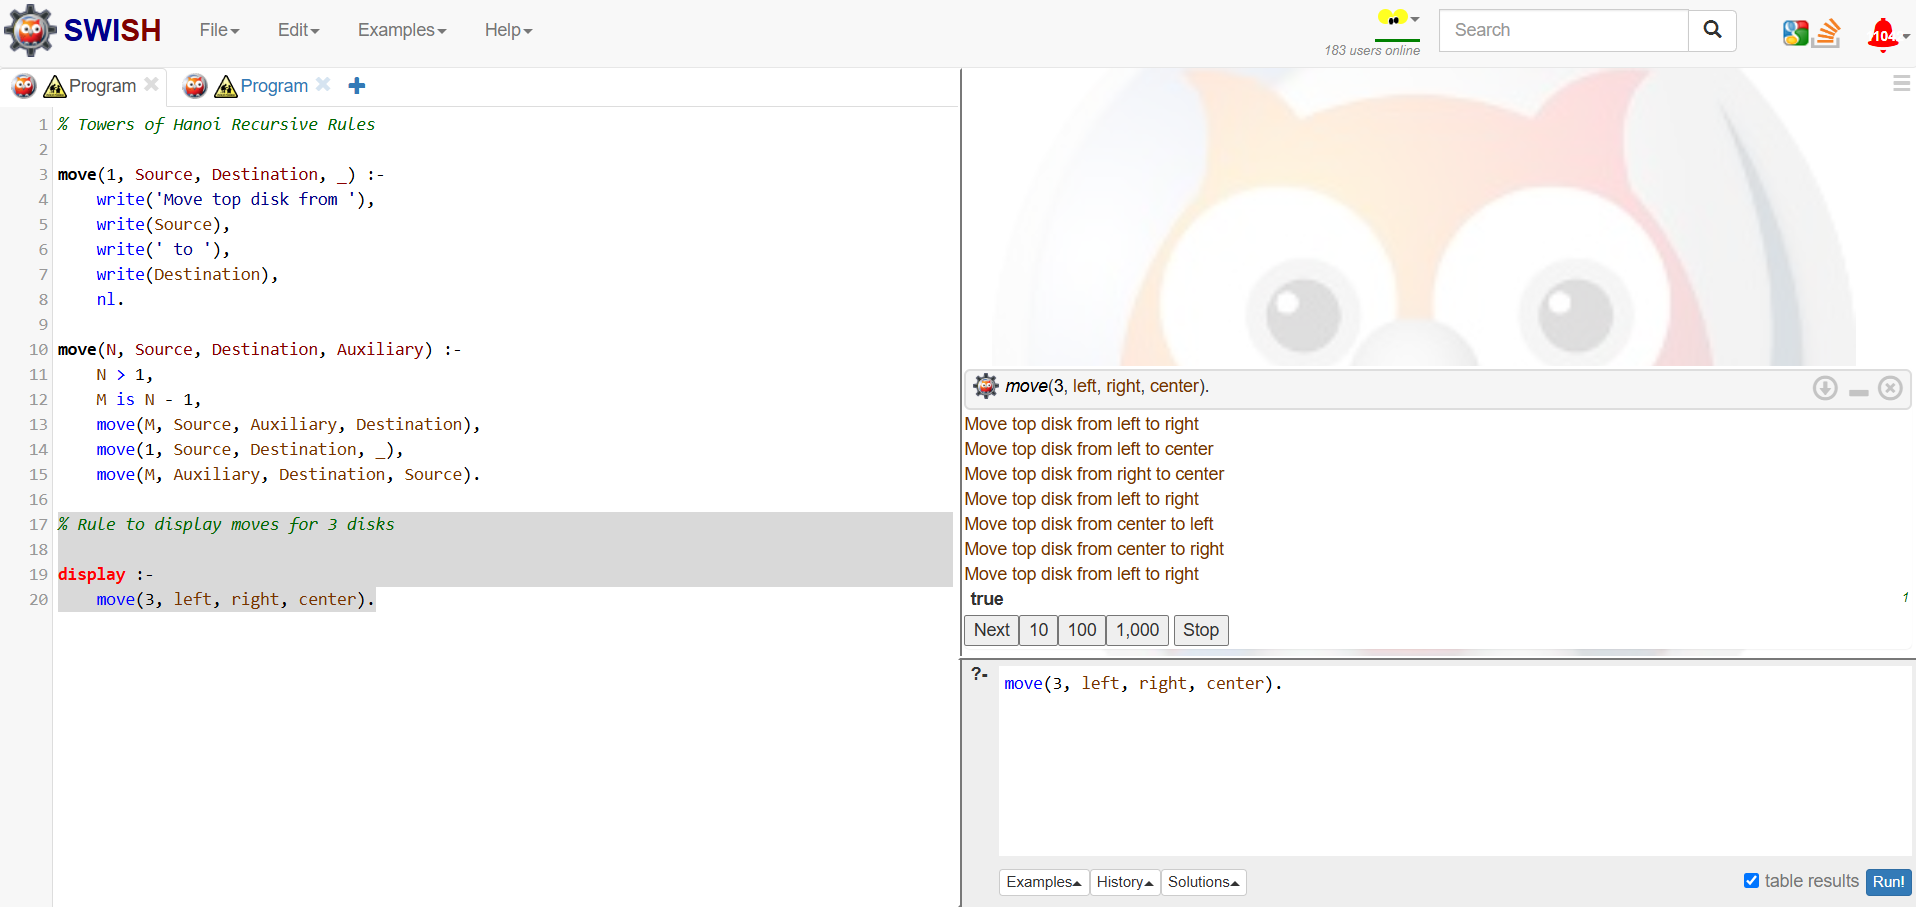 SWISH File Edit Examples Help 183 users online Search 104
Program Program
1 % Towers of Hanoi Recursive Rules
2
3 move(1, Source, Destination, _) :-
4     write('Move top disk from '),
5     write(Source),
6     write(' to '),
7     write(Destination),
8     nl.
9
10 move(N, Source, Destination, Auxiliary) :-
11     N > 1,
12     M is N - 1,
13     move(M, Source, Auxiliary, Destination),
14     move(1, Source, Destination, _),
15     move(M, Auxiliary, Destination, Source).
16
17 % Rule to display moves for 3 disks
18
19 display :-
20     move(3, left, right, center).
move(3, left, right, center).
Move top disk from left to right
Move top disk from left to center
Move top disk from right to center
Move top disk from left to right
Move top disk from center to left
Move top disk from center to right
Move top disk from left to right
true 1
Next 10 100 1,000 Stop
?- move(3, left, right, center).
Examples History Solutions table results Run!